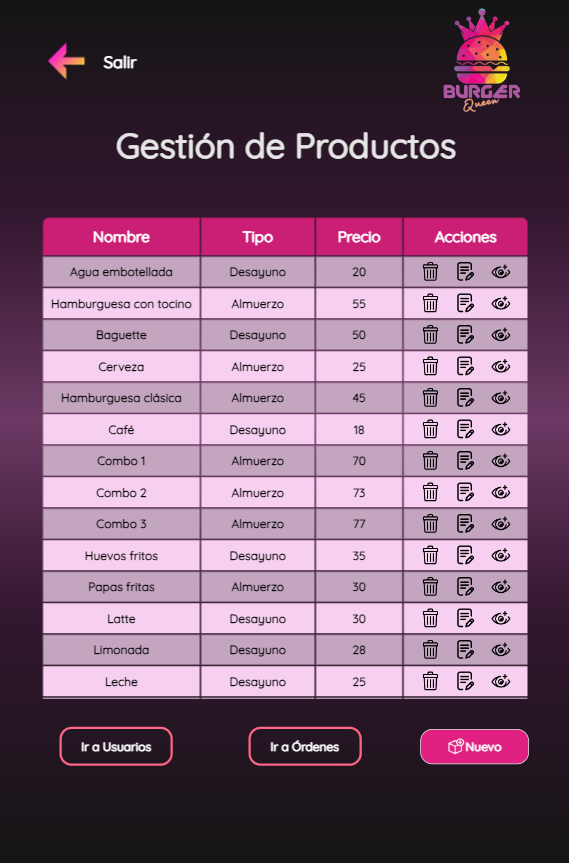 Salir
BURGER
Queen
Gestión de Productos
Nombre Tipo Precio Acciones
Agua embotellada Desayuno 20
Hamburguesa con tocino Almuerzo 55
Baguette Desayuno 50
Cerveza Almuerzo 25
Hamburguesa clásica Almuerzo 45
Café Desayuno 18
Combo 1 Almuerzo 70
Combo 2 Almuerzo 73
Combo 3 Almuerzo 77
Huevos fritos Desayuno 35
Papas fritas Almuerzo 30
Latte Desayuno 30
Limonada Desayuno 28
Leche Desayuno 25
Ir a Usuarios Ir a Órdenes Nuevo